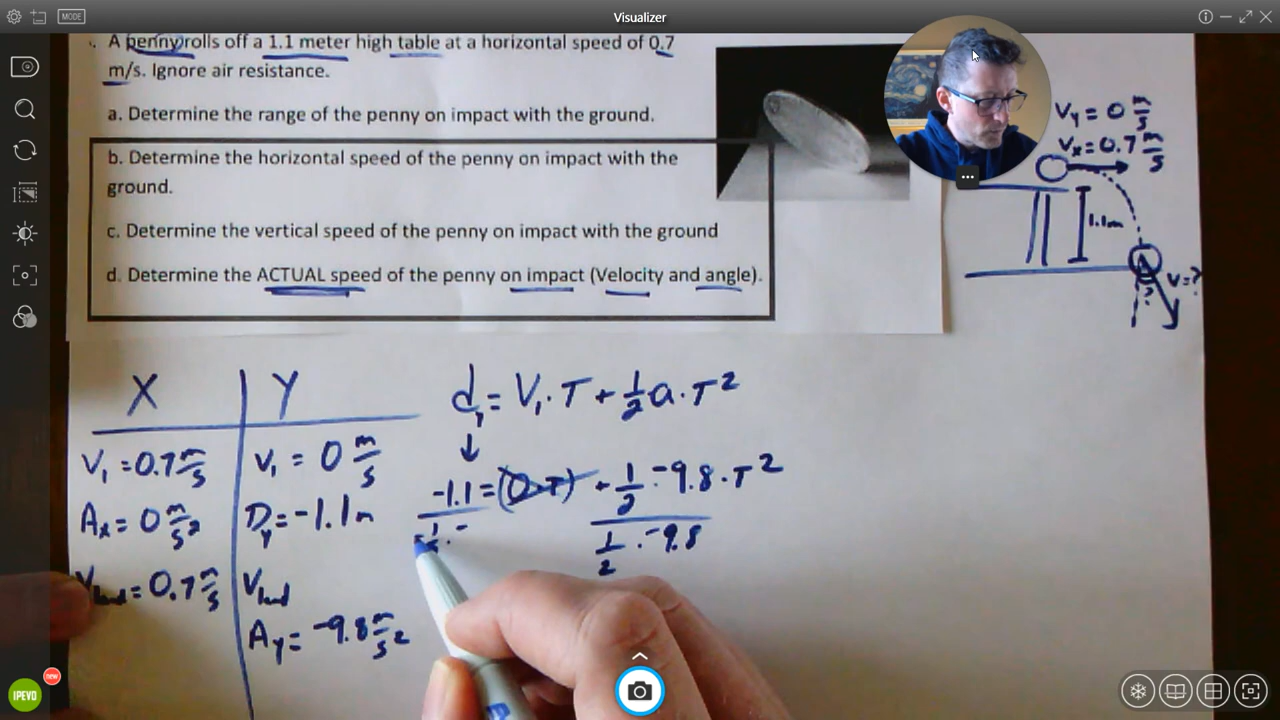 MODE
Visualizer
A penny rolls off a 1.1 meter high table at a horizontal speed of 0.7
m/s. Ignore air resistance.
a. Determine the range of the penny on impact with the ground.
b. Determine the horizontal speed of the penny on impact with the
ground.
c. Determine the vertical speed of the penny on impact with the ground
d. Determine the ACTUAL speed of the penny on impact (Velocity and angle).
Vy = 0 m/s
Vx = 0.7 m/s
1.1m
V=?
?
X
Y
V₁ = 0.7 m/s
Ax = 0 m/s²
= 0.7 m/s
V₁ = 0 m/s
Dy = -1.1m
Ay = -9.8 m/s²
dy = V₁·T + 1/2 a·T²
↓
-1.1 = (0·T) + 1/2 · -9.8 · T²
1/2 · -
1/2 · -9.8
IPEVO
new